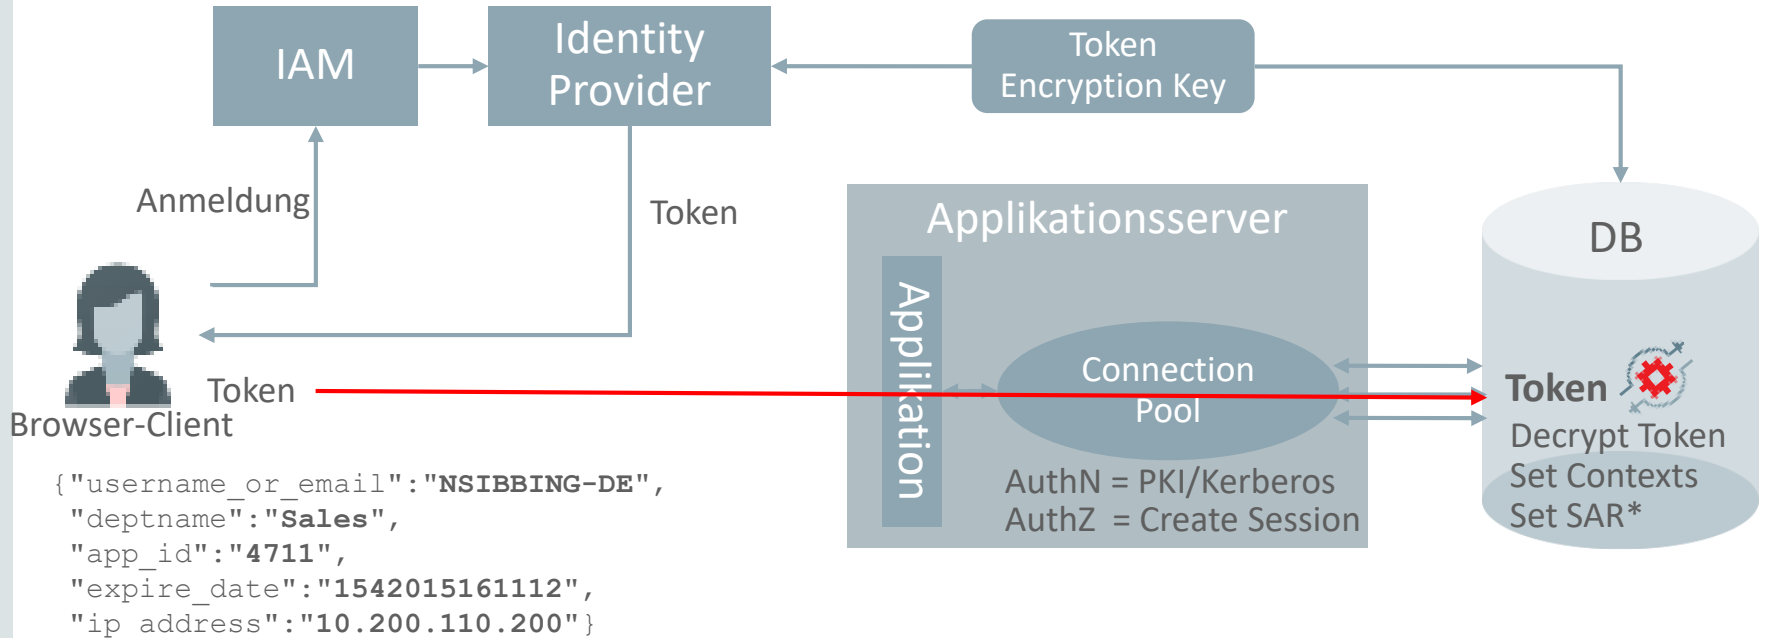 IAM
Identity
Provider
Token
Encryption Key
Anmeldung
Token
Applikationsserver
DB
Applikation
Connection
Pool
Token
Browser-Client
Token
Decrypt Token
Set Contexts
Set SAR*
AuthN = PKI/Kerberos
AuthZ = Create Session
{"username_or_email":"NSIBBING-DE",
"deptname":"Sales",
"app_id":"4711",
"expire_date":"1542015161112",
"ip address":"10.200.110.200"}